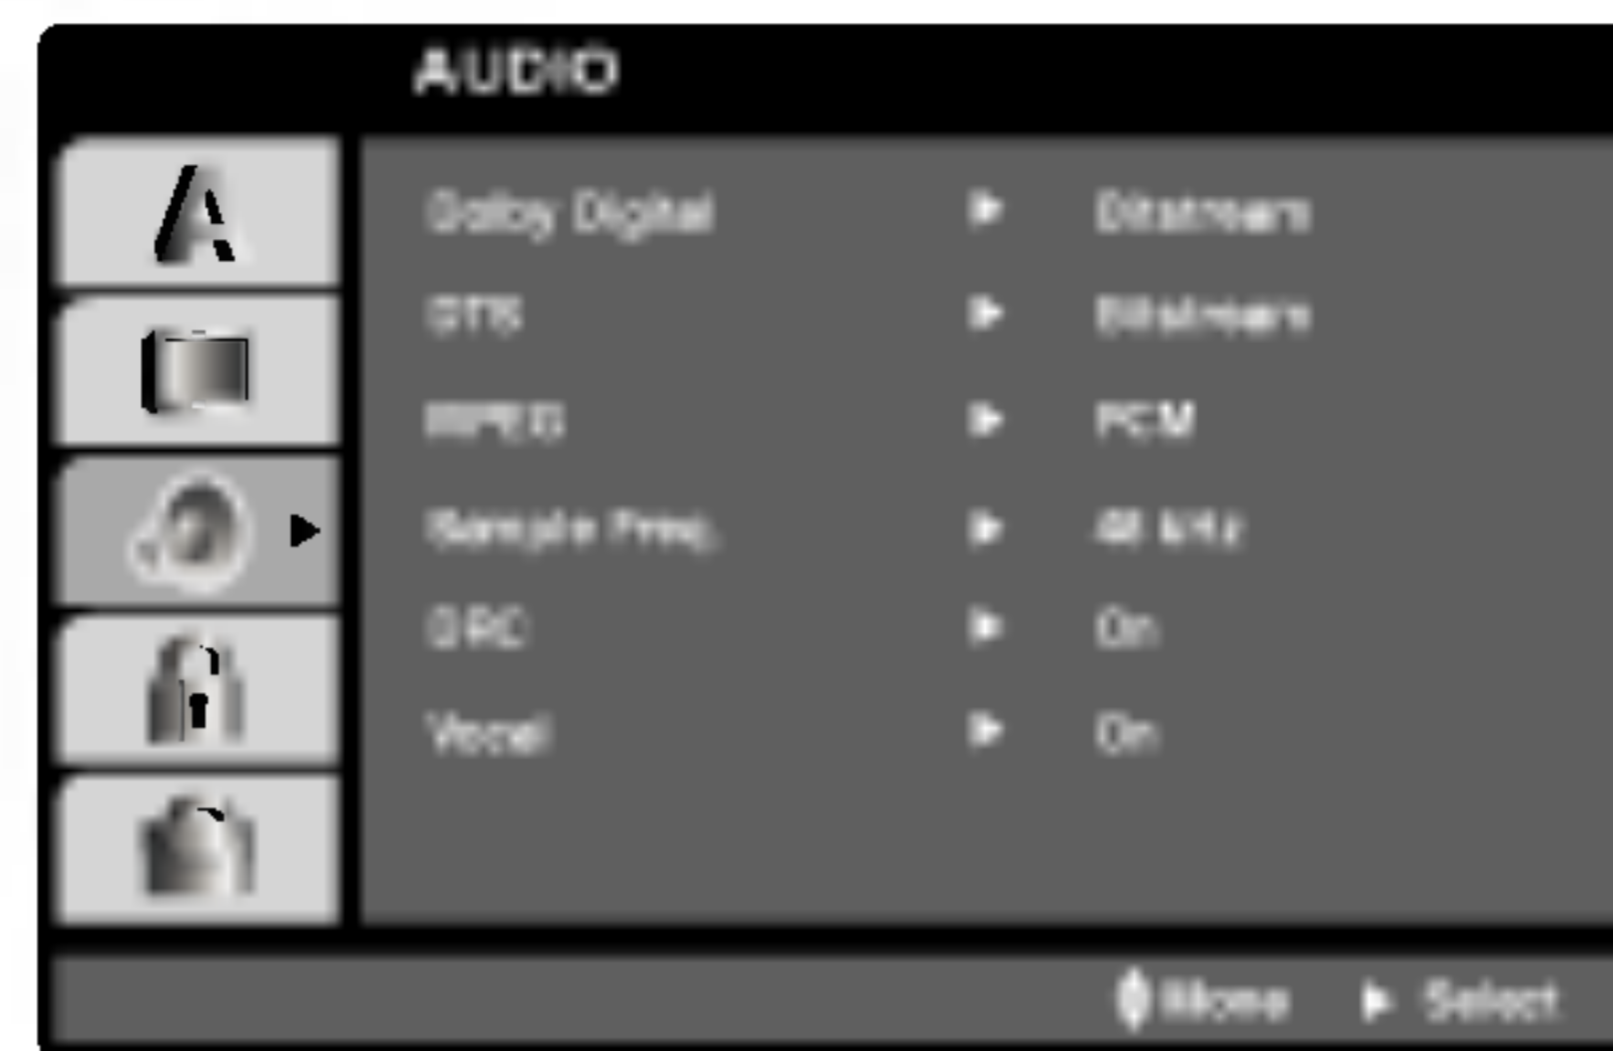 AUDIO
A
Dolby Digital ▶ Bitstream
DTS ▶ Bitstream
MPEG ▶ PCM
Sample Freq. ▶ 48 kHz
DRC ▶ On
Vocal ▶ On
Move ▶ Select